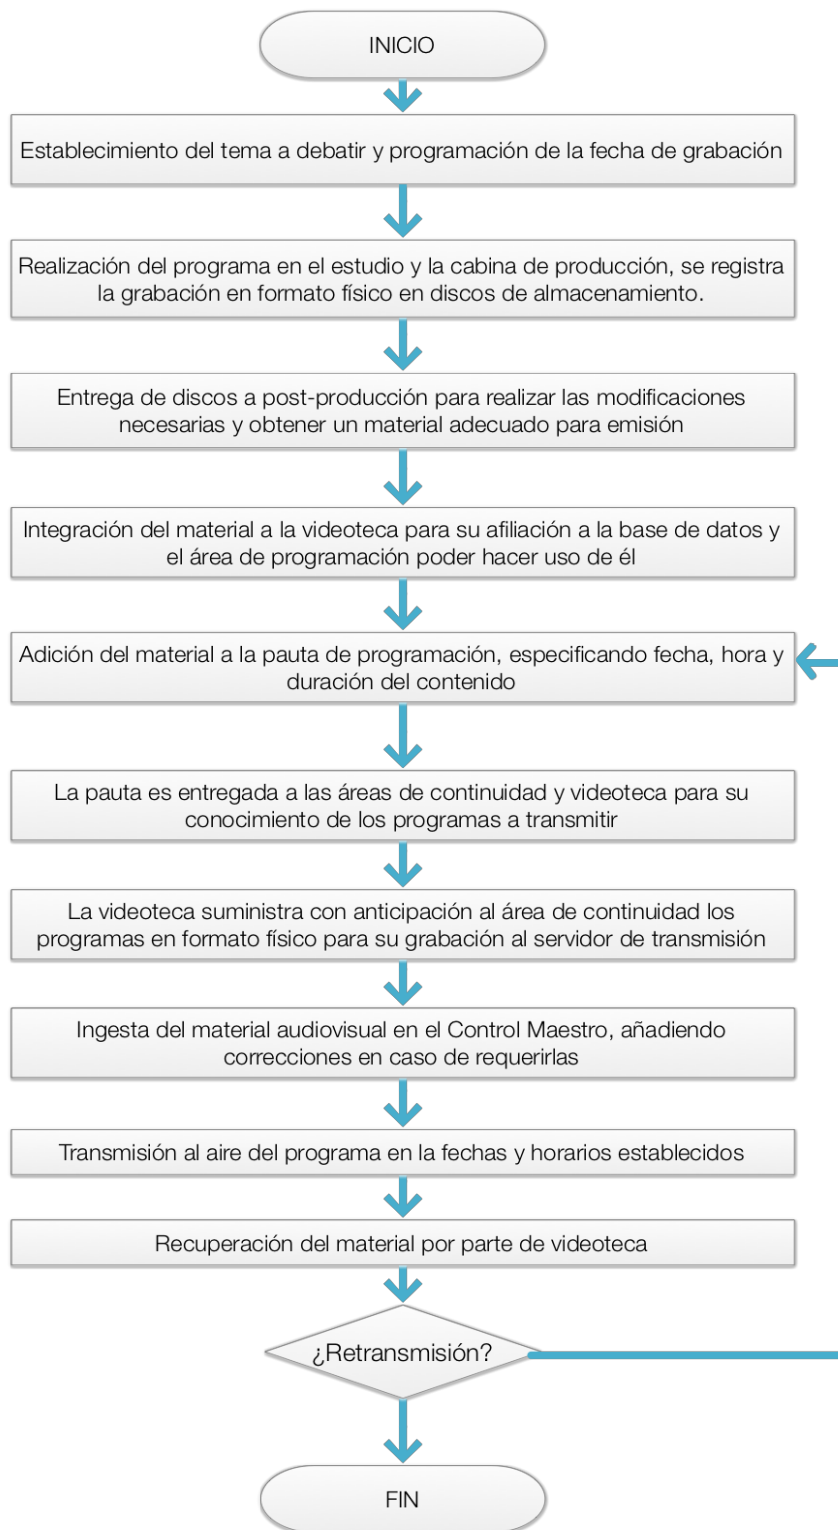 INICIO
Establecimiento del tema a debatir y programación de la fecha de grabación
Realización del programa en el estudio y la cabina de producción, se registra
la grabación en formato físico en discos de almacenamiento.
Entrega de discos a post-producción para realizar las modificaciones
necesarias y obtener un material adecuado para emisión
Integración del material a la videoteca para su afiliación a la base de datos y
el área de programación poder hacer uso de él
Adición del material a la pauta de programación, especificando fecha, hora y
duración del contenido
La pauta es entregada a las áreas de continuidad y videoteca para su
conocimiento de los programas a transmitir
La videoteca suministra con anticipación al área de continuidad los
programas en formato físico para su grabación al servidor de transmisión
Ingesta del material audiovisual en el Control Maestro, añadiendo
correcciones en caso de requerirlas
Transmisión al aire del programa en la fechas y horarios establecidos
Recuperación del material por parte de videoteca
¿Retransmisión?
FIN